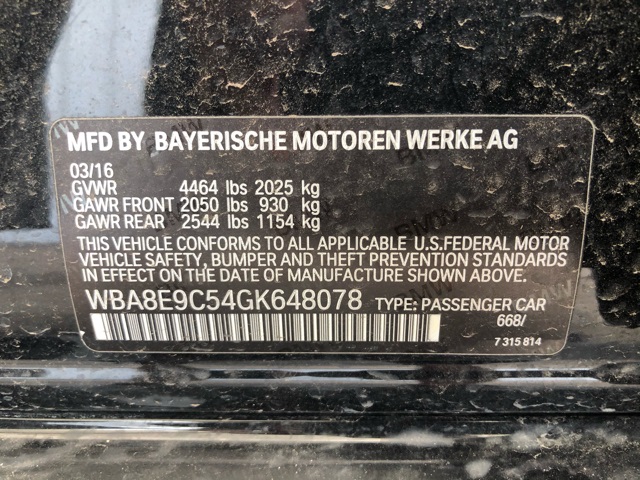 MFD BY BAYERISCHE MOTOREN WERKE AG
03/16
GVWR 4464 lbs 2025 kg
GAWR FRONT 2050 lbs 930 kg
GAWR REAR 2544 lbs 1154 kg
THIS VEHICLE CONFORMS TO ALL APPLICABLE U.S.FEDERAL MOTOR
VEHICLE SAFETY, BUMPER AND THEFT PREVENTION STANDARDS
IN EFFECT ON THE DATE OF MANUFACTURE SHOWN ABOVE.
WBA8E9C54GK648078 TYPE: PASSENGER CAR
668/
7 315 814